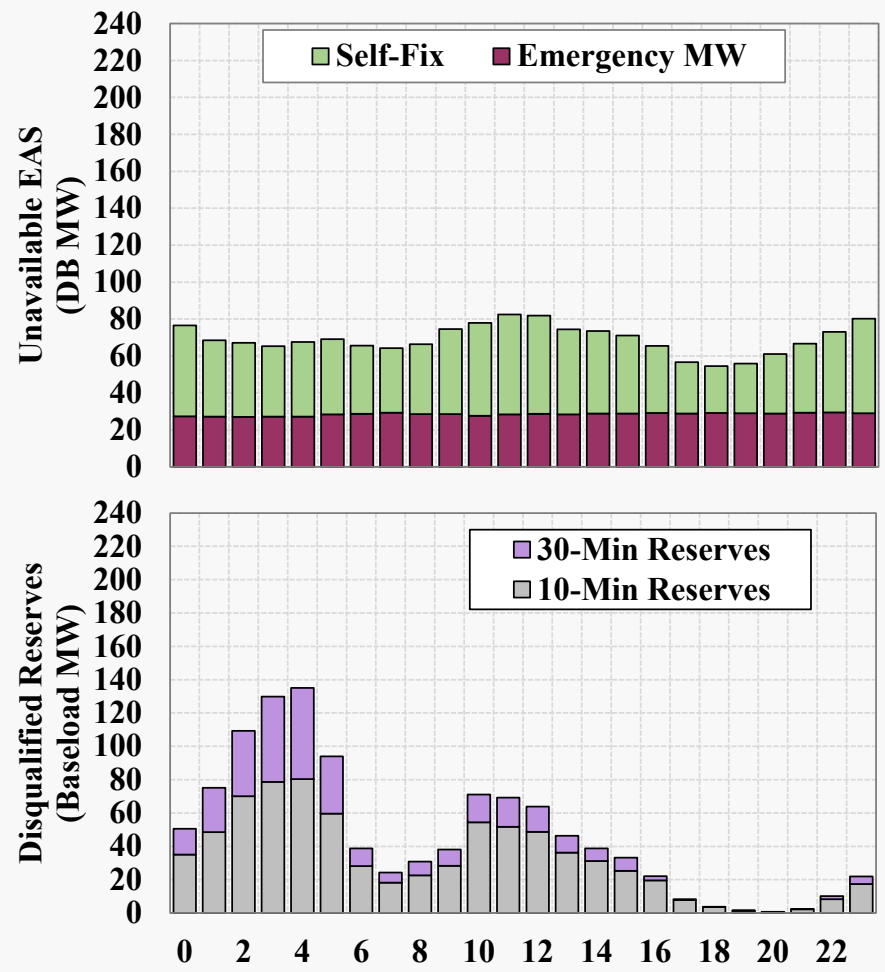 Unavailable EAS
(DB MW)
240
220
200
180
160
140
120
100
80
60
40
20
0
Self-Fix
Emergency MW
Disqualified Reserves
(Baseload MW)
240
220
200
180
160
140
120
100
80
60
40
20
0
30-Min Reserves
10-Min Reserves
0 2 4 6 8 10 12 14 16 18 20 22